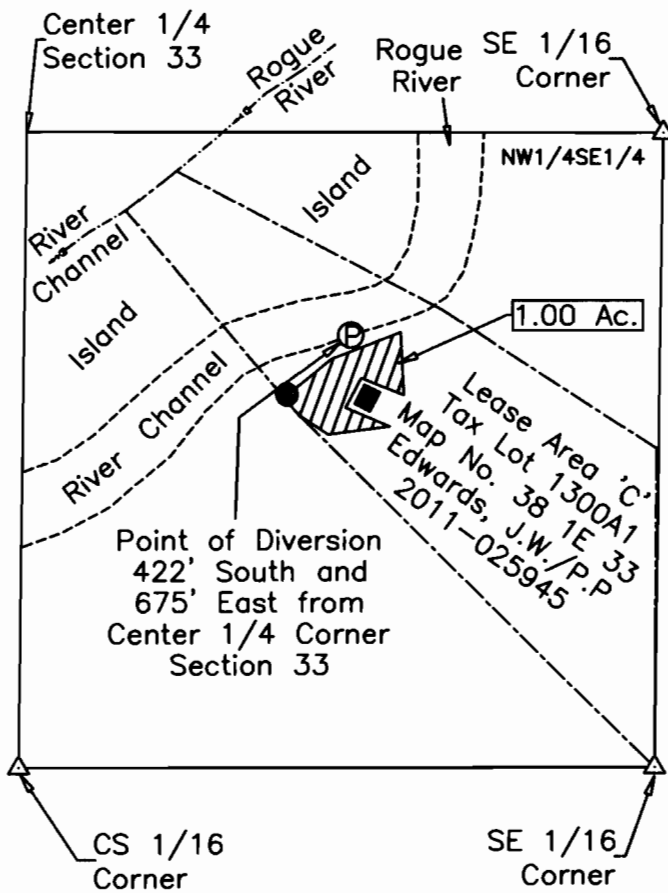 Center 1/4
Section 33
Rogue
River
Rogue
River
SE 1/16
Corner
NW1/4SE1/4
Island
River
Channel
Island
River Channel
P
1.00 Ac.
Lease Area 'C'
Tax Lot 1300A1
Map No. 38 1E 33
Edwards, J.W./P.P
2011-025945
Point of Diversion
422' South and
675' East from
Center 1/4 Corner
Section 33
CS 1/16
Corner
SE 1/16
Corner